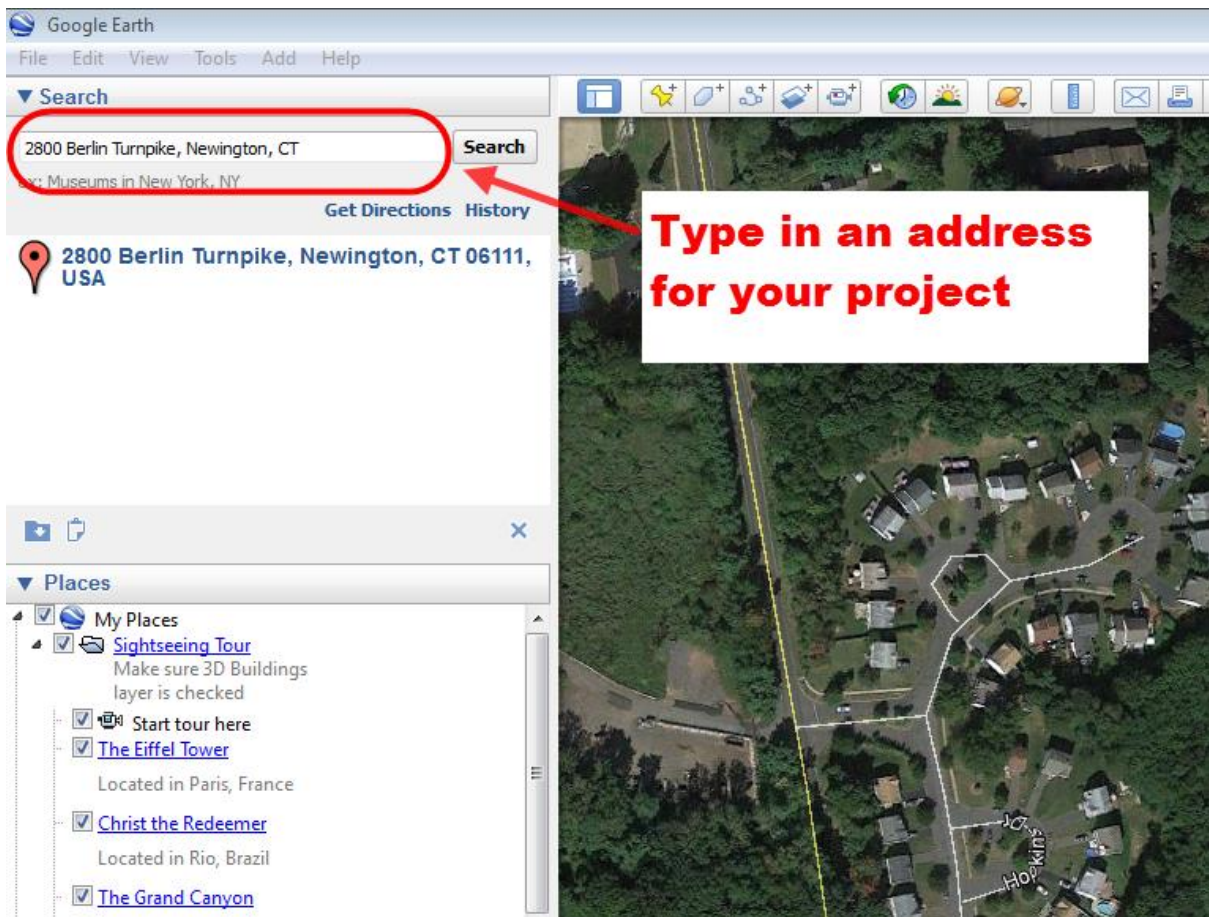 Google Earth
File Edit View Tools Add Help
Search
2800 Berlin Turnpike, Newington, CT
Search
ex: Museums in New York, NY
Get Directions History
2800 Berlin Turnpike, Newington, CT 06111,
USA
Type in an address
for your project
Places
My Places
Sightseeing Tour
Make sure 3D Buildings
layer is checked
Start tour here
The Eiffel Tower
Located in Paris, France
Christ the Redeemer
Located in Rio, Brazil
The Grand Canyon
Hopkins